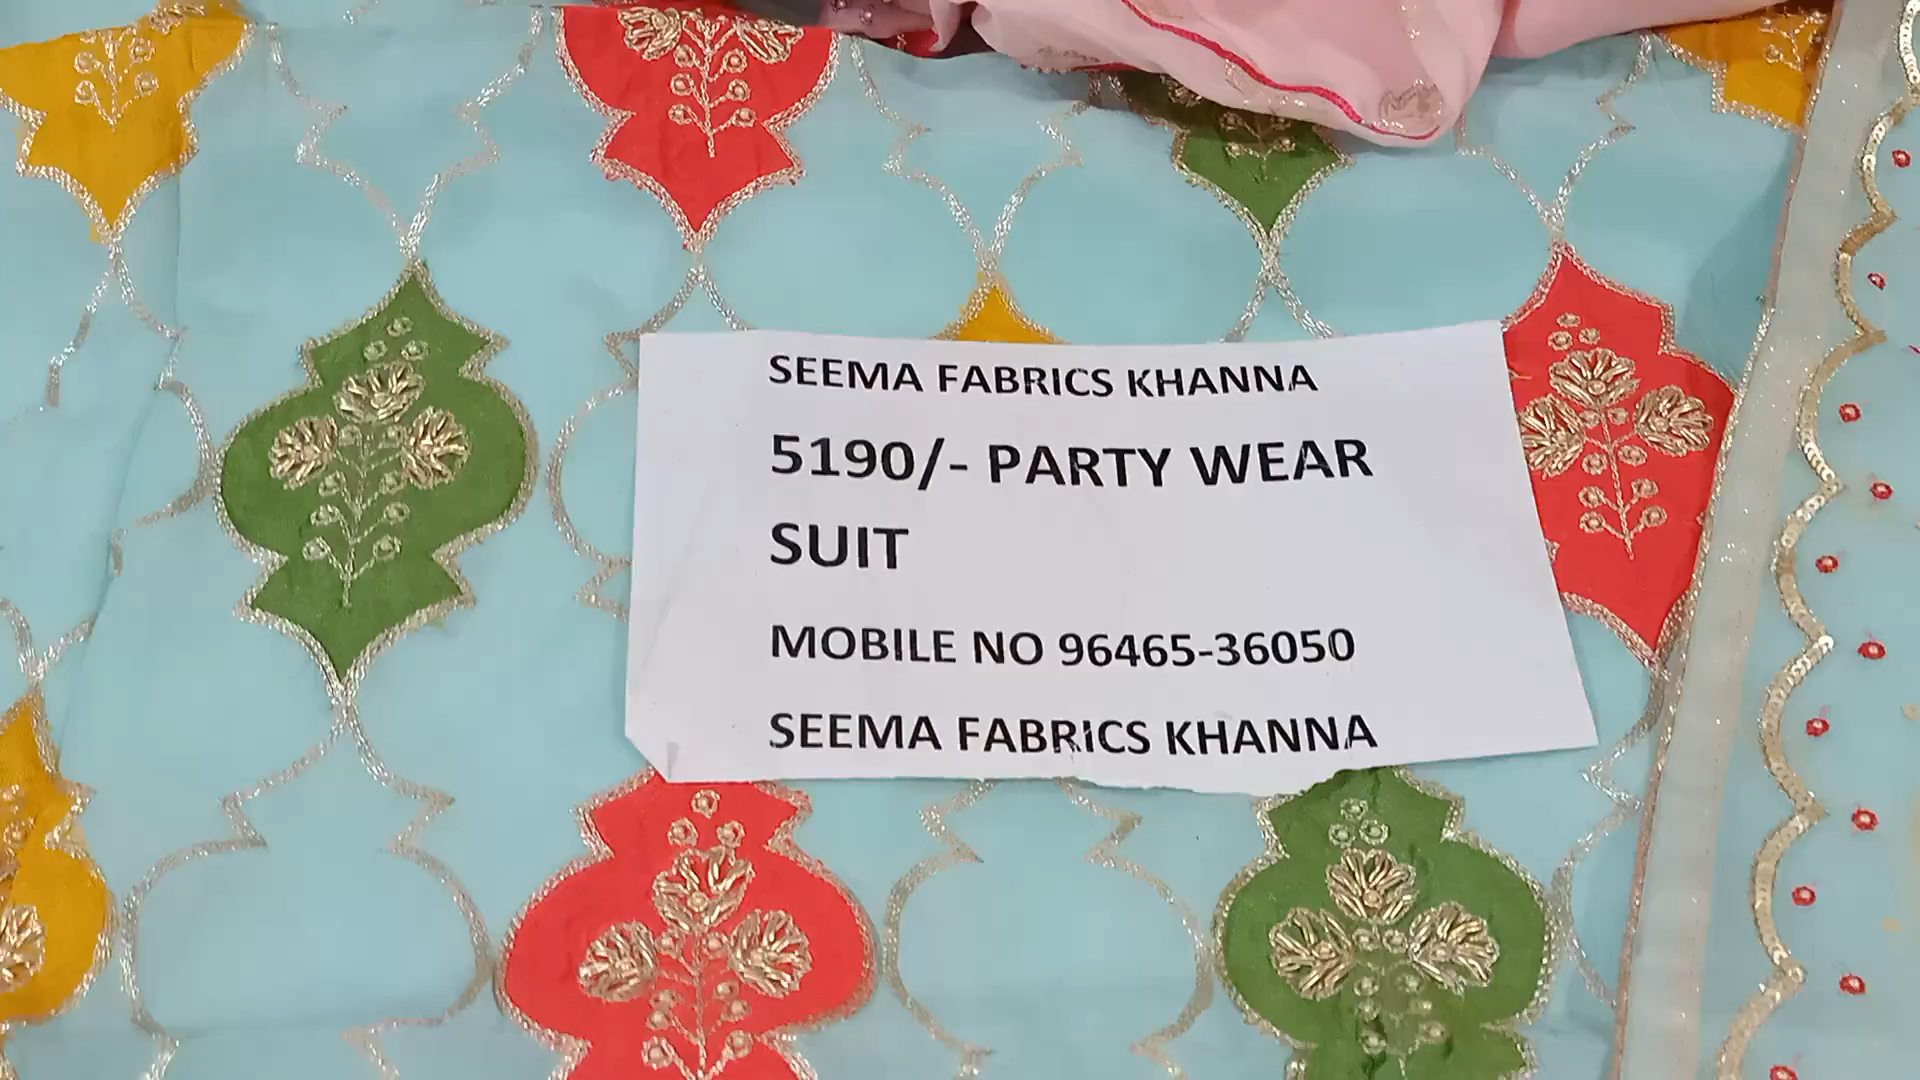 SEEMA FABRICS KHANNA
5190/- PARTY WEAR
SUIT
MOBILE NO 96465-36050
SEEMA FABRICS KHANNA